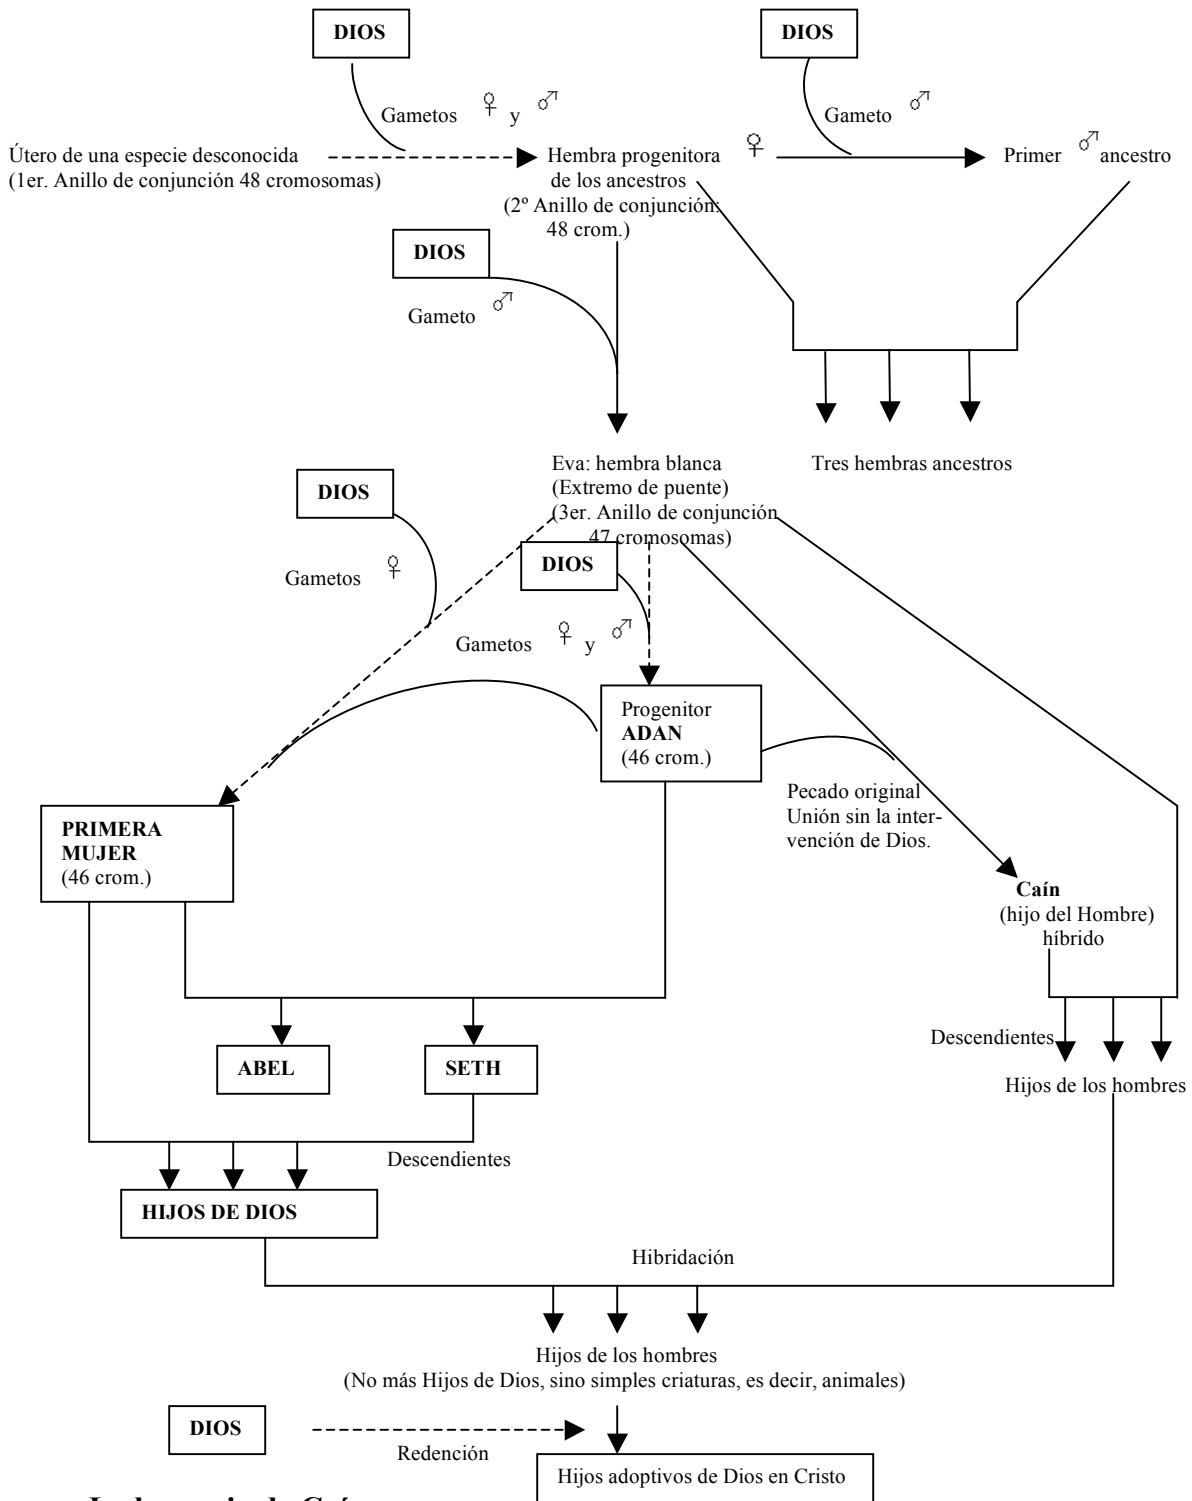 DIOS
DIOS
Gametos ♀ y ♂
Gameto ♂
Útero de una especie desconocida
(1er. Anillo de conjunción 48 cromosomas)
Hembra progenitora ♀
de los ancestros
(2º Anillo de conjunción:
48 crom.)
Primer ♂ ancestro
DIOS
Gameto ♂
Eva: hembra blanca
(Extremo de puente)
(3er. Anillo de conjunción
47 cromosomas)
Tres hembras ancestros
DIOS
Gametos ♀
DIOS
Gametos ♀ y ♂
Progenitor
ADAN
(46 crom.)
Pecado original
Unión sin la inter-
vención de Dios.
PRIMERA
MUJER
(46 crom.)
Caín
(hijo del Hombre)
híbrido
ABEL
SETH
Descendientes
Hijos de los hombres
Descendientes
HIJOS DE DIOS
Hibridación
Hijos de los hombres
(No más Hijos de Dios, sino simples criaturas, es decir, animales)
DIOS
Redención
Hijos adoptivos de Dios en Cristo